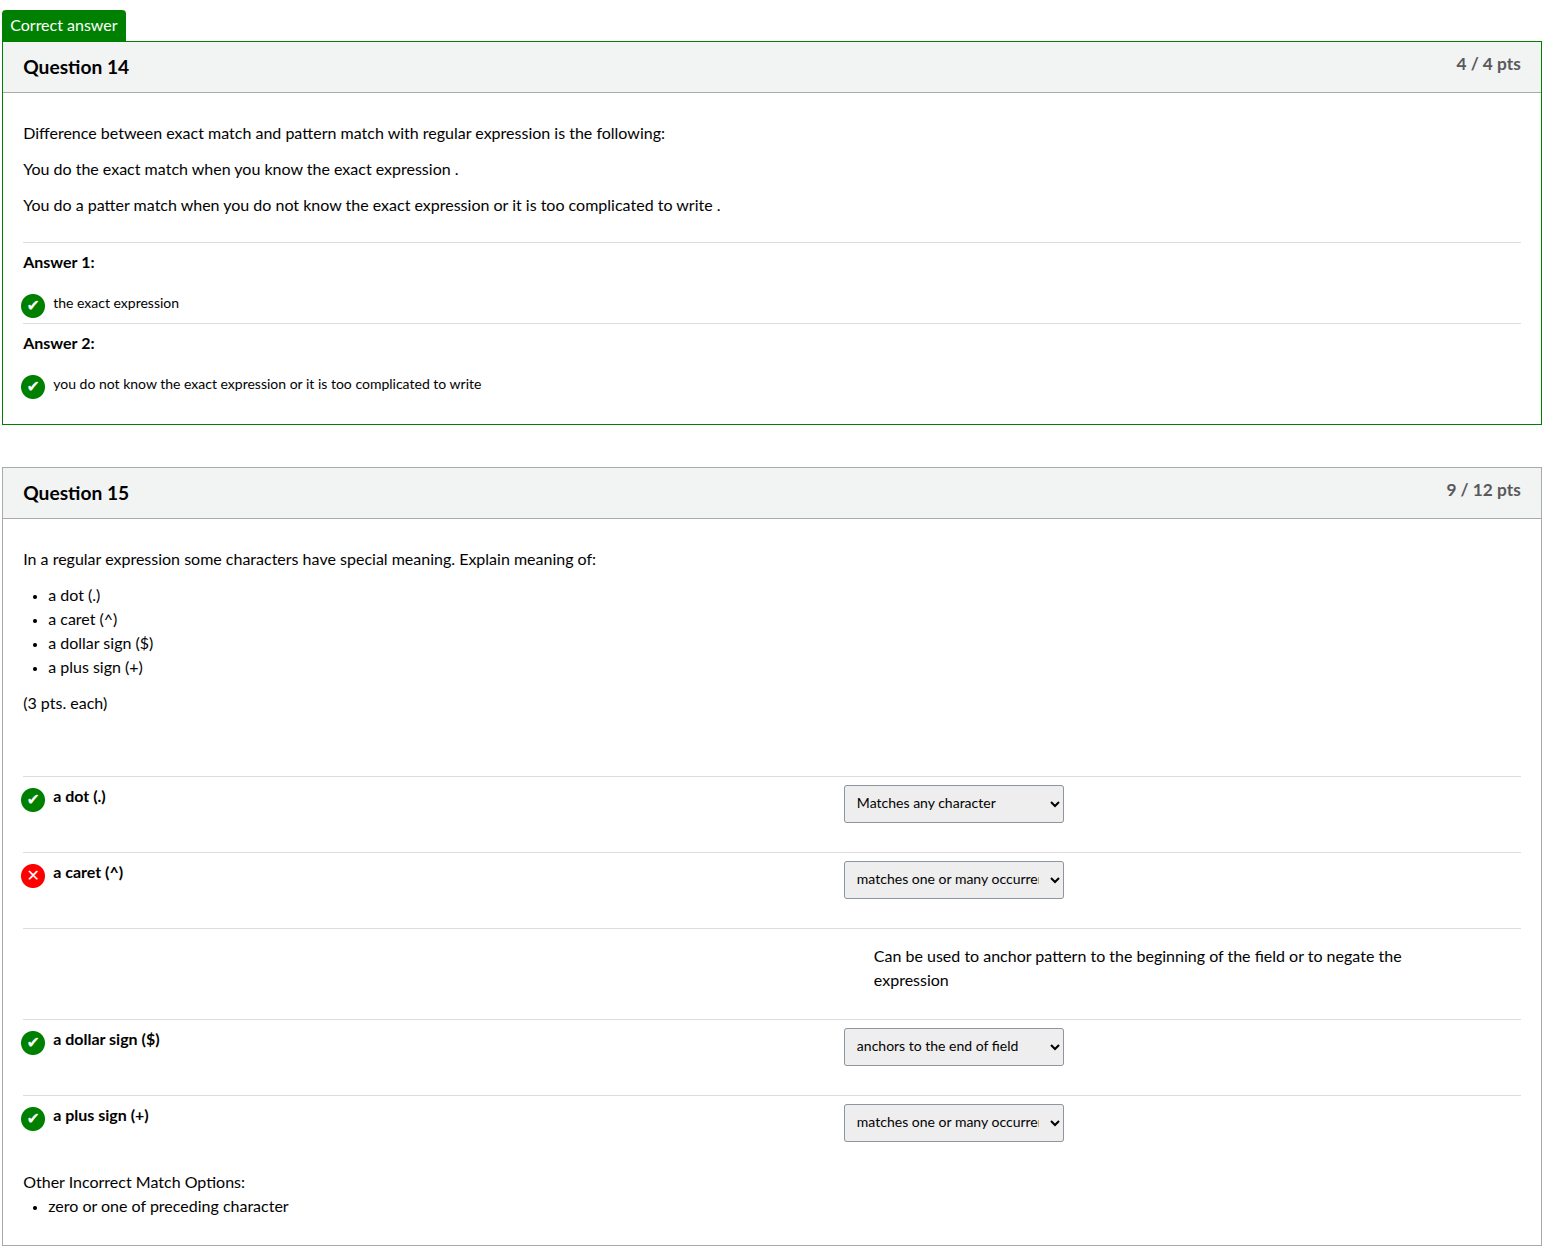 Correct answer
Question 14
4 / 4 pts
Difference between exact match and pattern match with regular expression is the following:
You do the exact match when you know the exact expression .
You do a patter match when you do not know the exact expression or it is too complicated to write .
Answer 1:
the exact expression
Answer 2:
you do not know the exact expression or it is too complicated to write
Question 15
9 / 12 pts
In a regular expression some characters have special meaning. Explain meaning of:
• a dot (.)
• a caret (^)
• a dollar sign ($)
• a plus sign (+)
(3 pts. each)
a dot (.)
Matches any character
a caret (^)
matches one or many
Can be used to anchor pattern to the beginning of the field or to negate the
expression
a dollar sign ($)
anchors to the end of field
a plus sign (+)
matches one or many
Other Incorrect Match Options:
• zero or one of preceding character